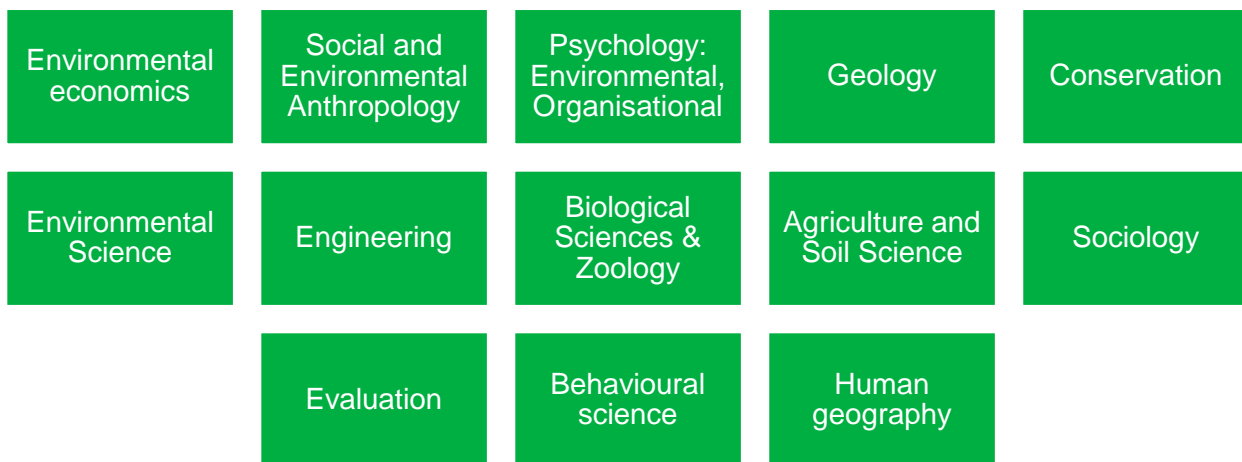 Environmental
economics
Social and
Environmental
Anthropology
Psychology:
Environmental,
Organisational
Geology
Conservation
Environmental
Science
Engineering
Biological
Sciences &
Zoology
Agriculture and
Soil Science
Sociology
Evaluation
Behavioural
science
Human
geography